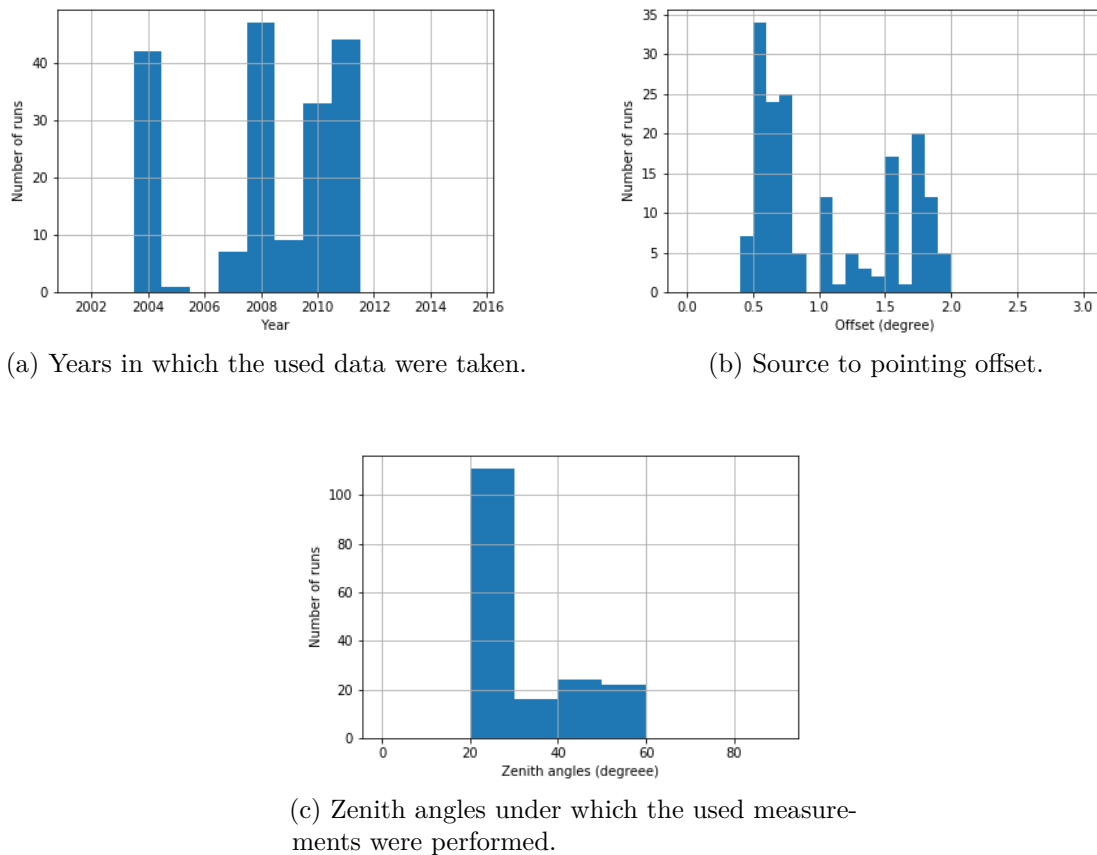 40
30
20
10
0
Number of runs
2002 2004 2006 2008 2010 2012 2014 2016
Year
(a) Years in which the used data were taken.
35
30
25
20
15
10
5
0
Number of runs
0.0 0.5 1.0 1.5 2.0 2.5 3.0
Offset (degree)
(b) Source to pointing offset.
100
80
60
40
20
0
Number of runs
0 20 40 60 80
Zenith angles (degreee)
(c) Zenith angles under which the used measure-
ments were performed.